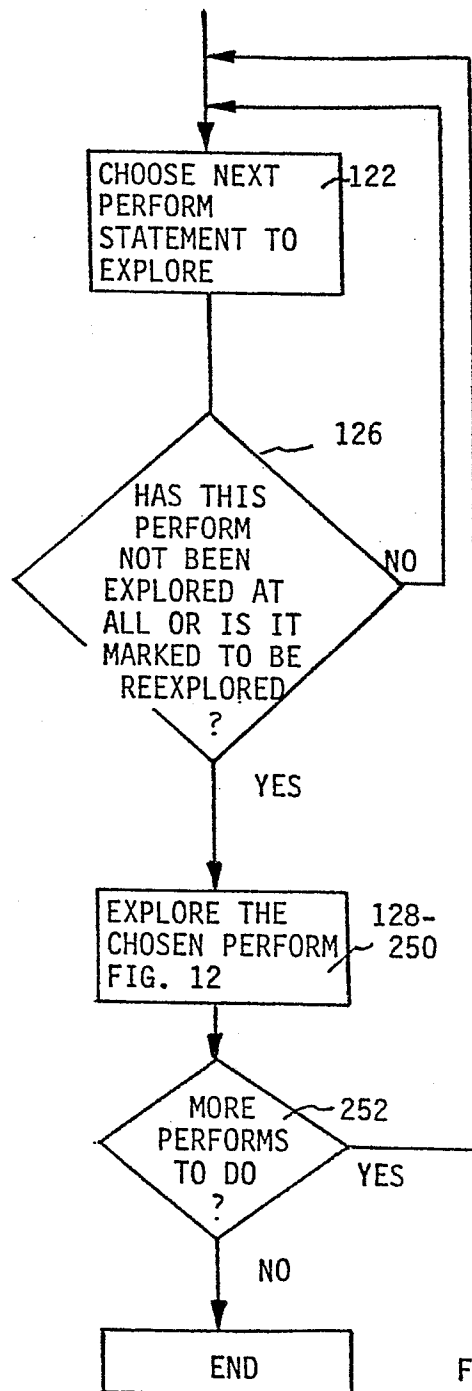 CHOOSE NEXT 122
PERFORM
STATEMENT TO
EXPLORE
126
HAS THIS
PERFORM
NOT BEEN
EXPLORED AT
ALL OR IS IT
MARKED TO BE
REEXPLORED
?
NO
YES
EXPLORE THE 128-
CHOSEN PERFORM 250
FIG. 12
MORE 252
PERFORMS
TO DO
?
YES
NO
END
F